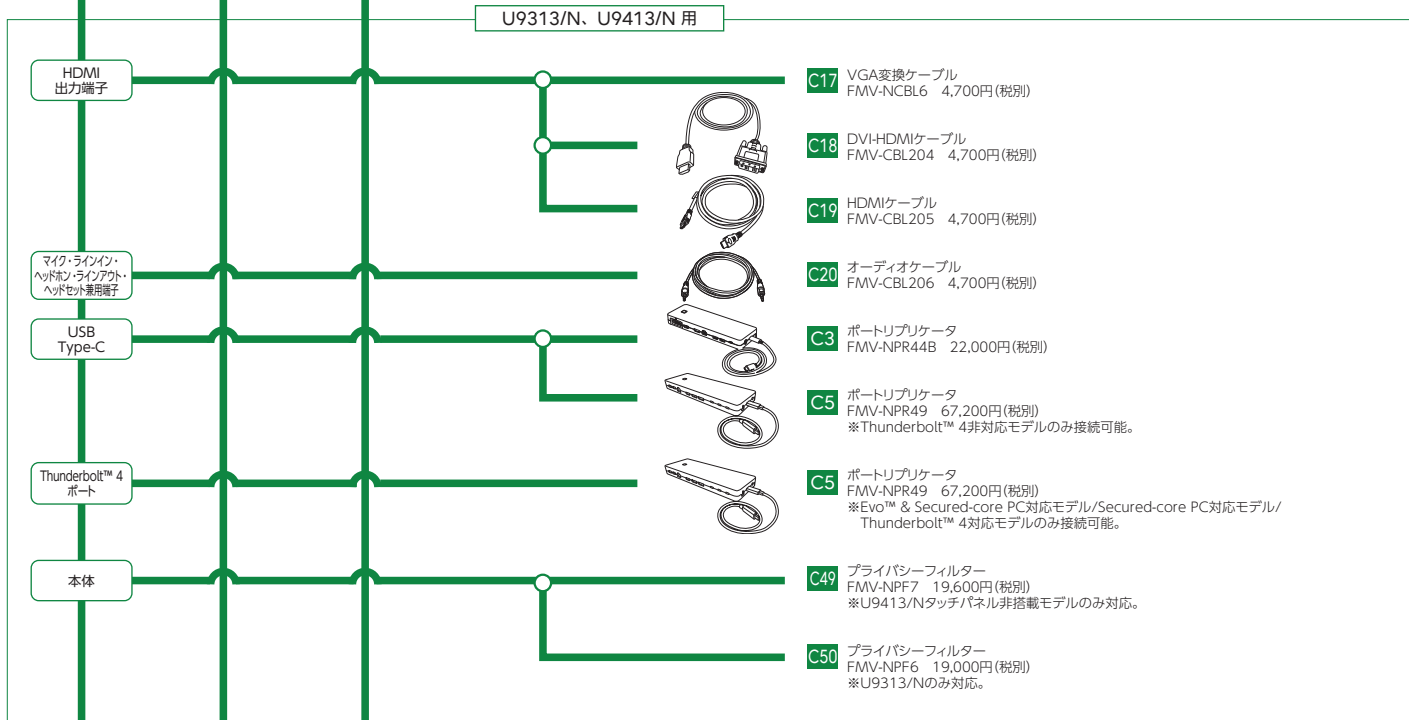 U9313/N、U9413/N 用
HDMI
出力端子
C17
VGA変換ケーブル
FMV-NCBL6 4,700円(税別)
C18
DVI-HDMIケーブル
FMV-CBL204 4,700円(税別)
C19
HDMIケーブル
FMV-CBL205 4,700円(税別)
マイク・ラインイン・
ヘッドホン・ラインアウト・
ヘッドセット兼用端子
C20
オーディオケーブル
FMV-CBL206 4,700円(税別)
USB
Type-C
C3
ポートリプリケータ
FMV-NPR44B 22,000円(税別)
C5
ポートリプリケータ
FMV-NPR49 67,200円(税別)
※Thunderbolt™ 4非対応モデルのみ接続可能。
Thunderbolt™ 4
ポート
C5
ポートリプリケータ
FMV-NPR49 67,200円(税別)
※Evo™ & Secured-core PC対応モデル/Secured-core PC対応モデル/
Thunderbolt™ 4対応モデルのみ接続可能。
本体
C49
プライバシーフィルター
FMV-NPF7 19,600円(税別)
※U9413/Nタッチパネル非搭載モデルのみ対応。
C50
プライバシーフィルター
FMV-NPF6 19,000円(税別)
※U9313/Nのみ対応。